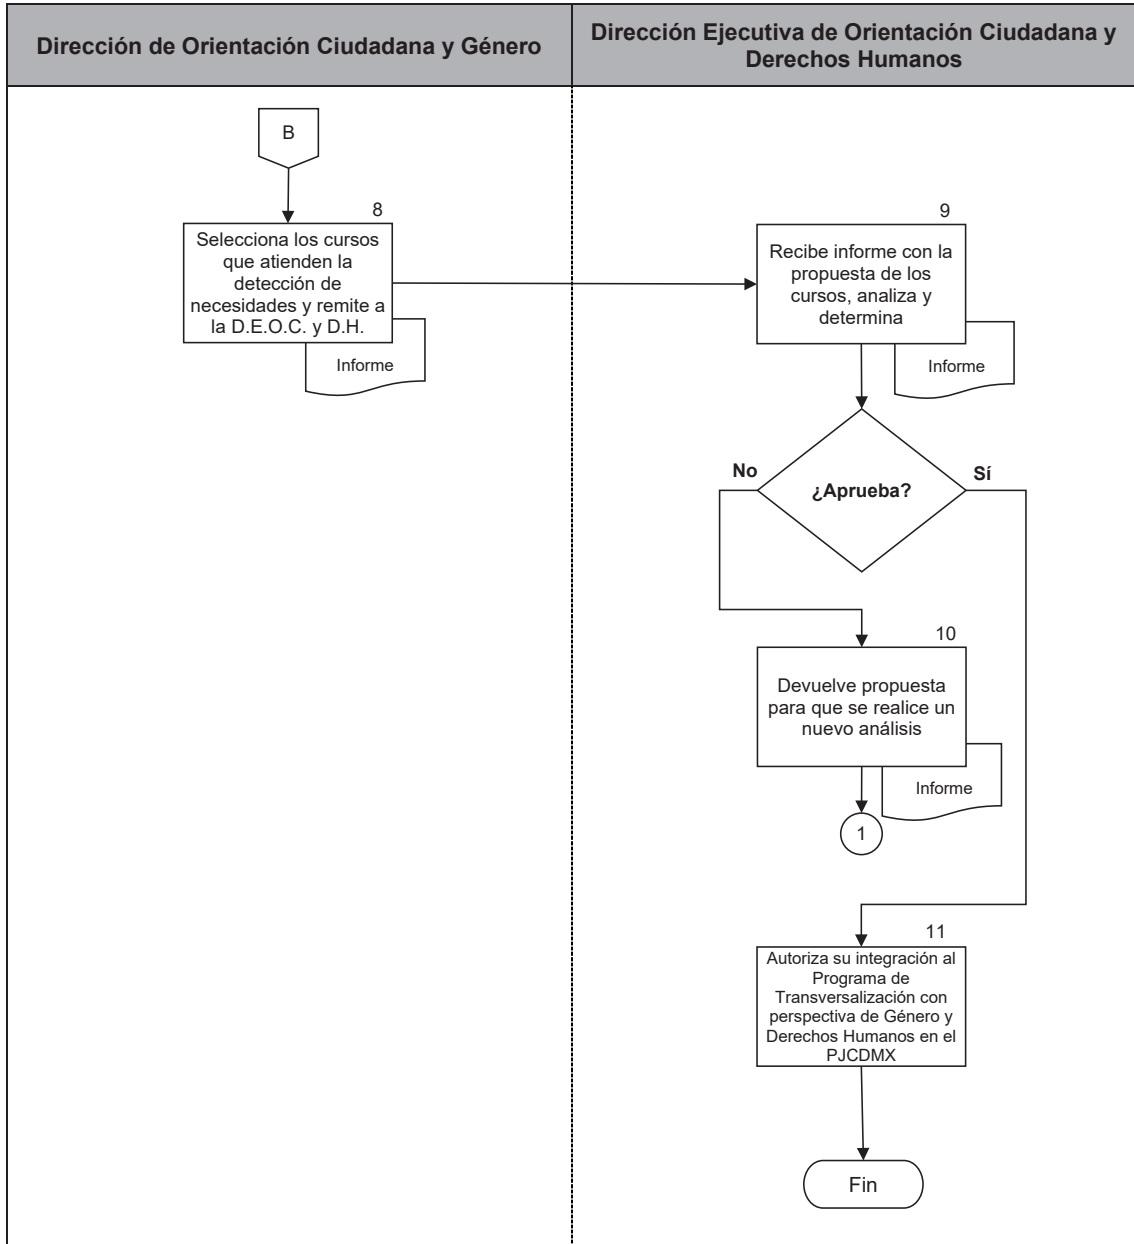 Dirección de Orientación Ciudadana y Género
Dirección Ejecutiva de Orientación Ciudadana y
Derechos Humanos
B
8
Selecciona los cursos
que atienden la
detección de
necesidades y remite a
la D.E.O.C. y D.H.
Informe
9
Recibe informe con la
propuesta de los
cursos, analiza y
determina
Informe
¿Aprueba?
No
Sí
10
Devuelve propuesta
para que se realice un
nuevo análisis
Informe
1
11
Autoriza su integración al
Programa de
Transversalización con
perspectiva de Género y
Derechos Humanos en el
PJCDMX
Fin